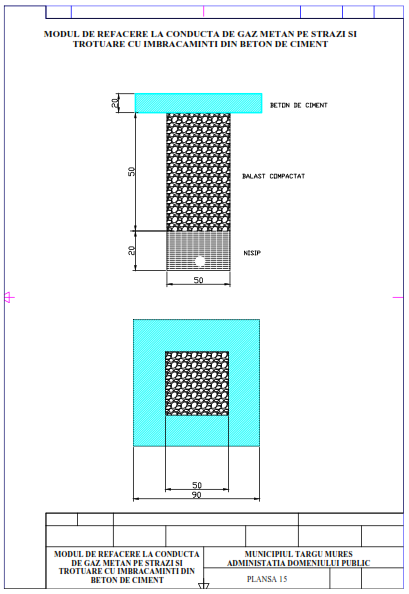 MODUL DE REFACERE LA CONDUCTA DE GAZ METAN PE STRAZI SI
TROTUARE CU IMBRACAMINTI DIN BETON DE CIMENT
20
BETON DE CIMENT
50
BALAST COMPACTAT
20
NISIP
50
50
90
MODUL DE REFACERE LA CONDUCTA
DE GAZ METAN PE STRAZI SI
TROTUARE CU IMBRACAMINTI DIN
BETON DE CIMENT
MUNICIPIUL TARGU MURES
ADMINISTATIA DOMENIULUI PUBLIC
PLANSA 15